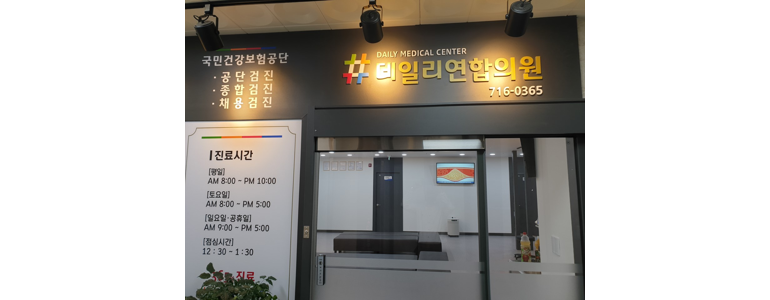 국민건강보험공단
· 공단검진
· 종합검진
· 채용검진
DAILY MEDICAL CENTER
데일리연합의원
716-0365
진료시간
[평일]
AM 8:00 ~ PM 10:00
[토요일]
AM 8:00 ~ PM 5:00
[일요일·공휴일]
AM 9:00 ~ PM 5:00
[점심시간]
12 : 30 ~ 1 : 30
진료